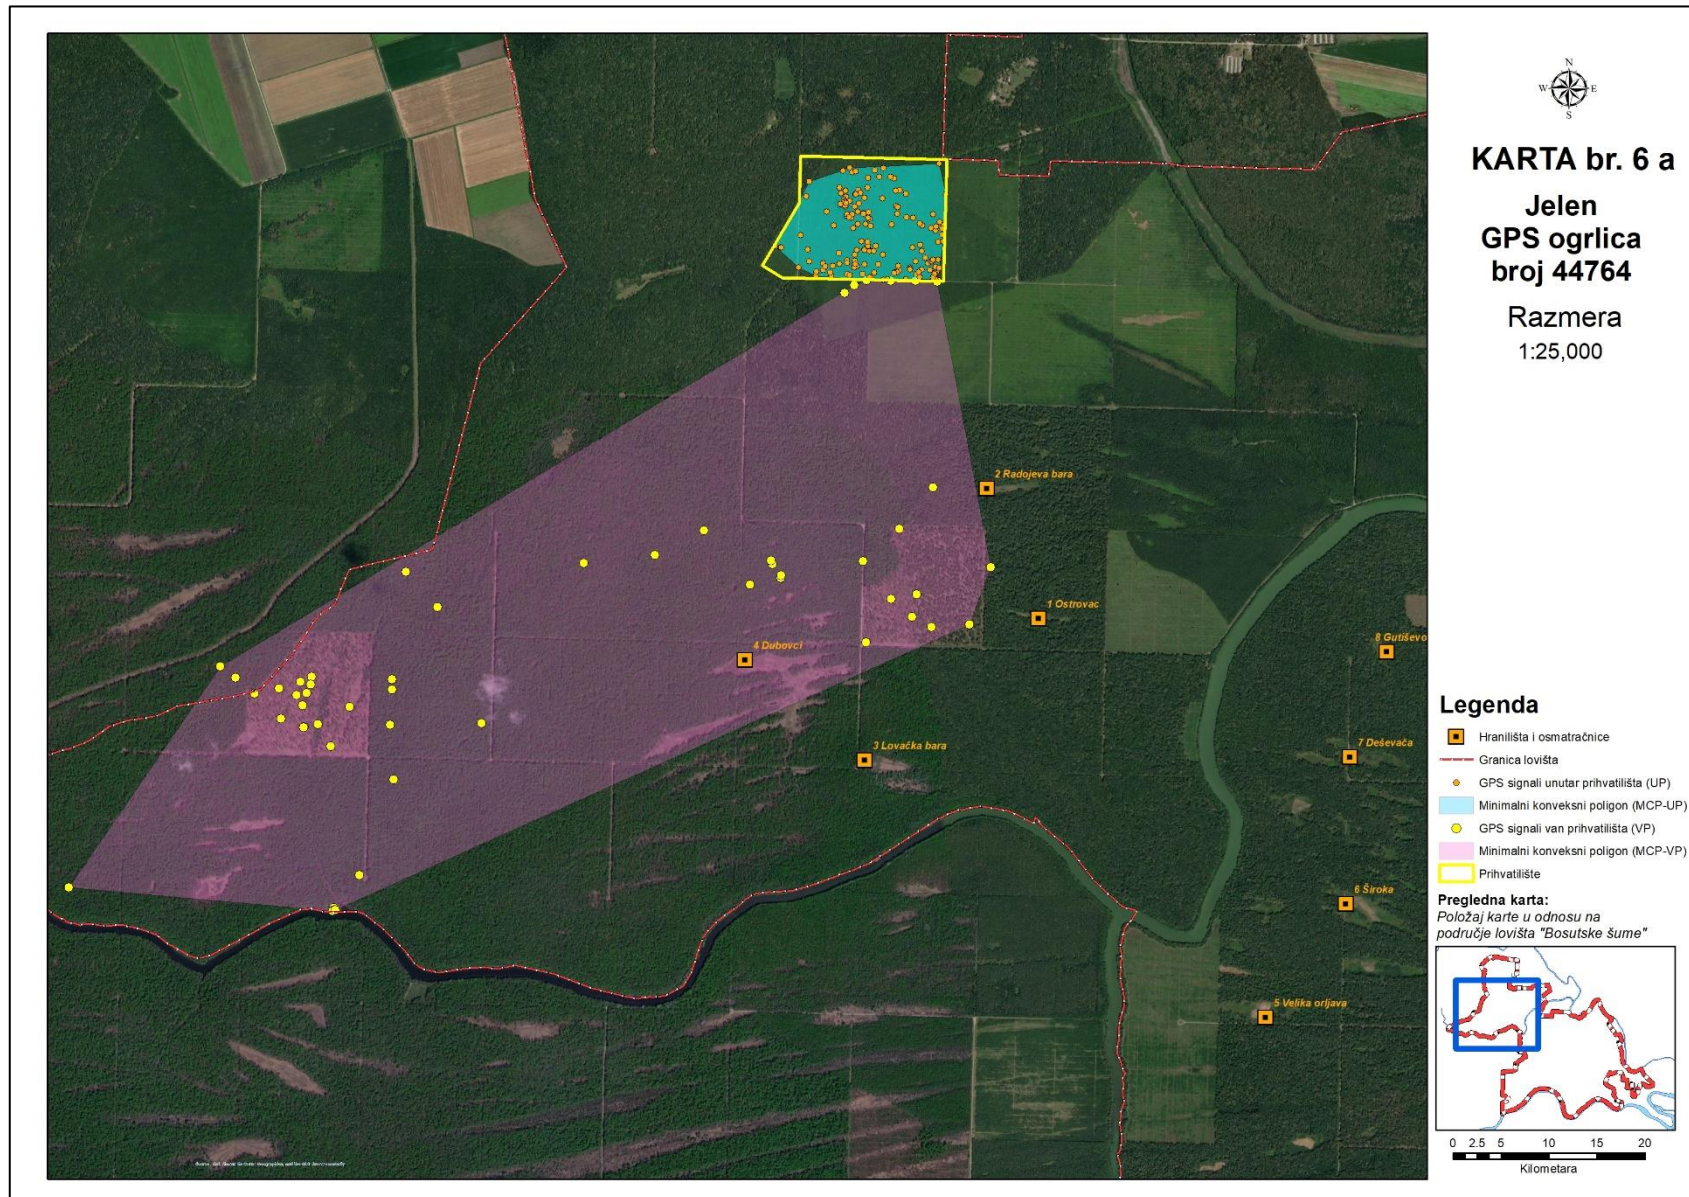 N
W E
S
KARTA br. 6 a
Jelen
GPS ogrlica
broj 44764
Razmera
1:25,000
2 Radojeva bara
1 Ostrovac
4 Dubovci
8 Gutiševo
3 Lovačka bara
7 Deševača
6 Široka
5 Velika orljava
Legenda
Hranilišta i osmatračnice
Granica lovišta
GPS signali unutar prihvatilišta (UP)
Minimalni konveksni poligon (MCP-UP)
GPS signali van prihvatilišta (VP)
Minimalni konveksni poligon (MCP-VP)
Prihvatilište
Pregledna karta:
Položaj karte u odnosu na
područje lovišta "Bosutske šume"
0 2.5 5 10 15 20
Kilometara